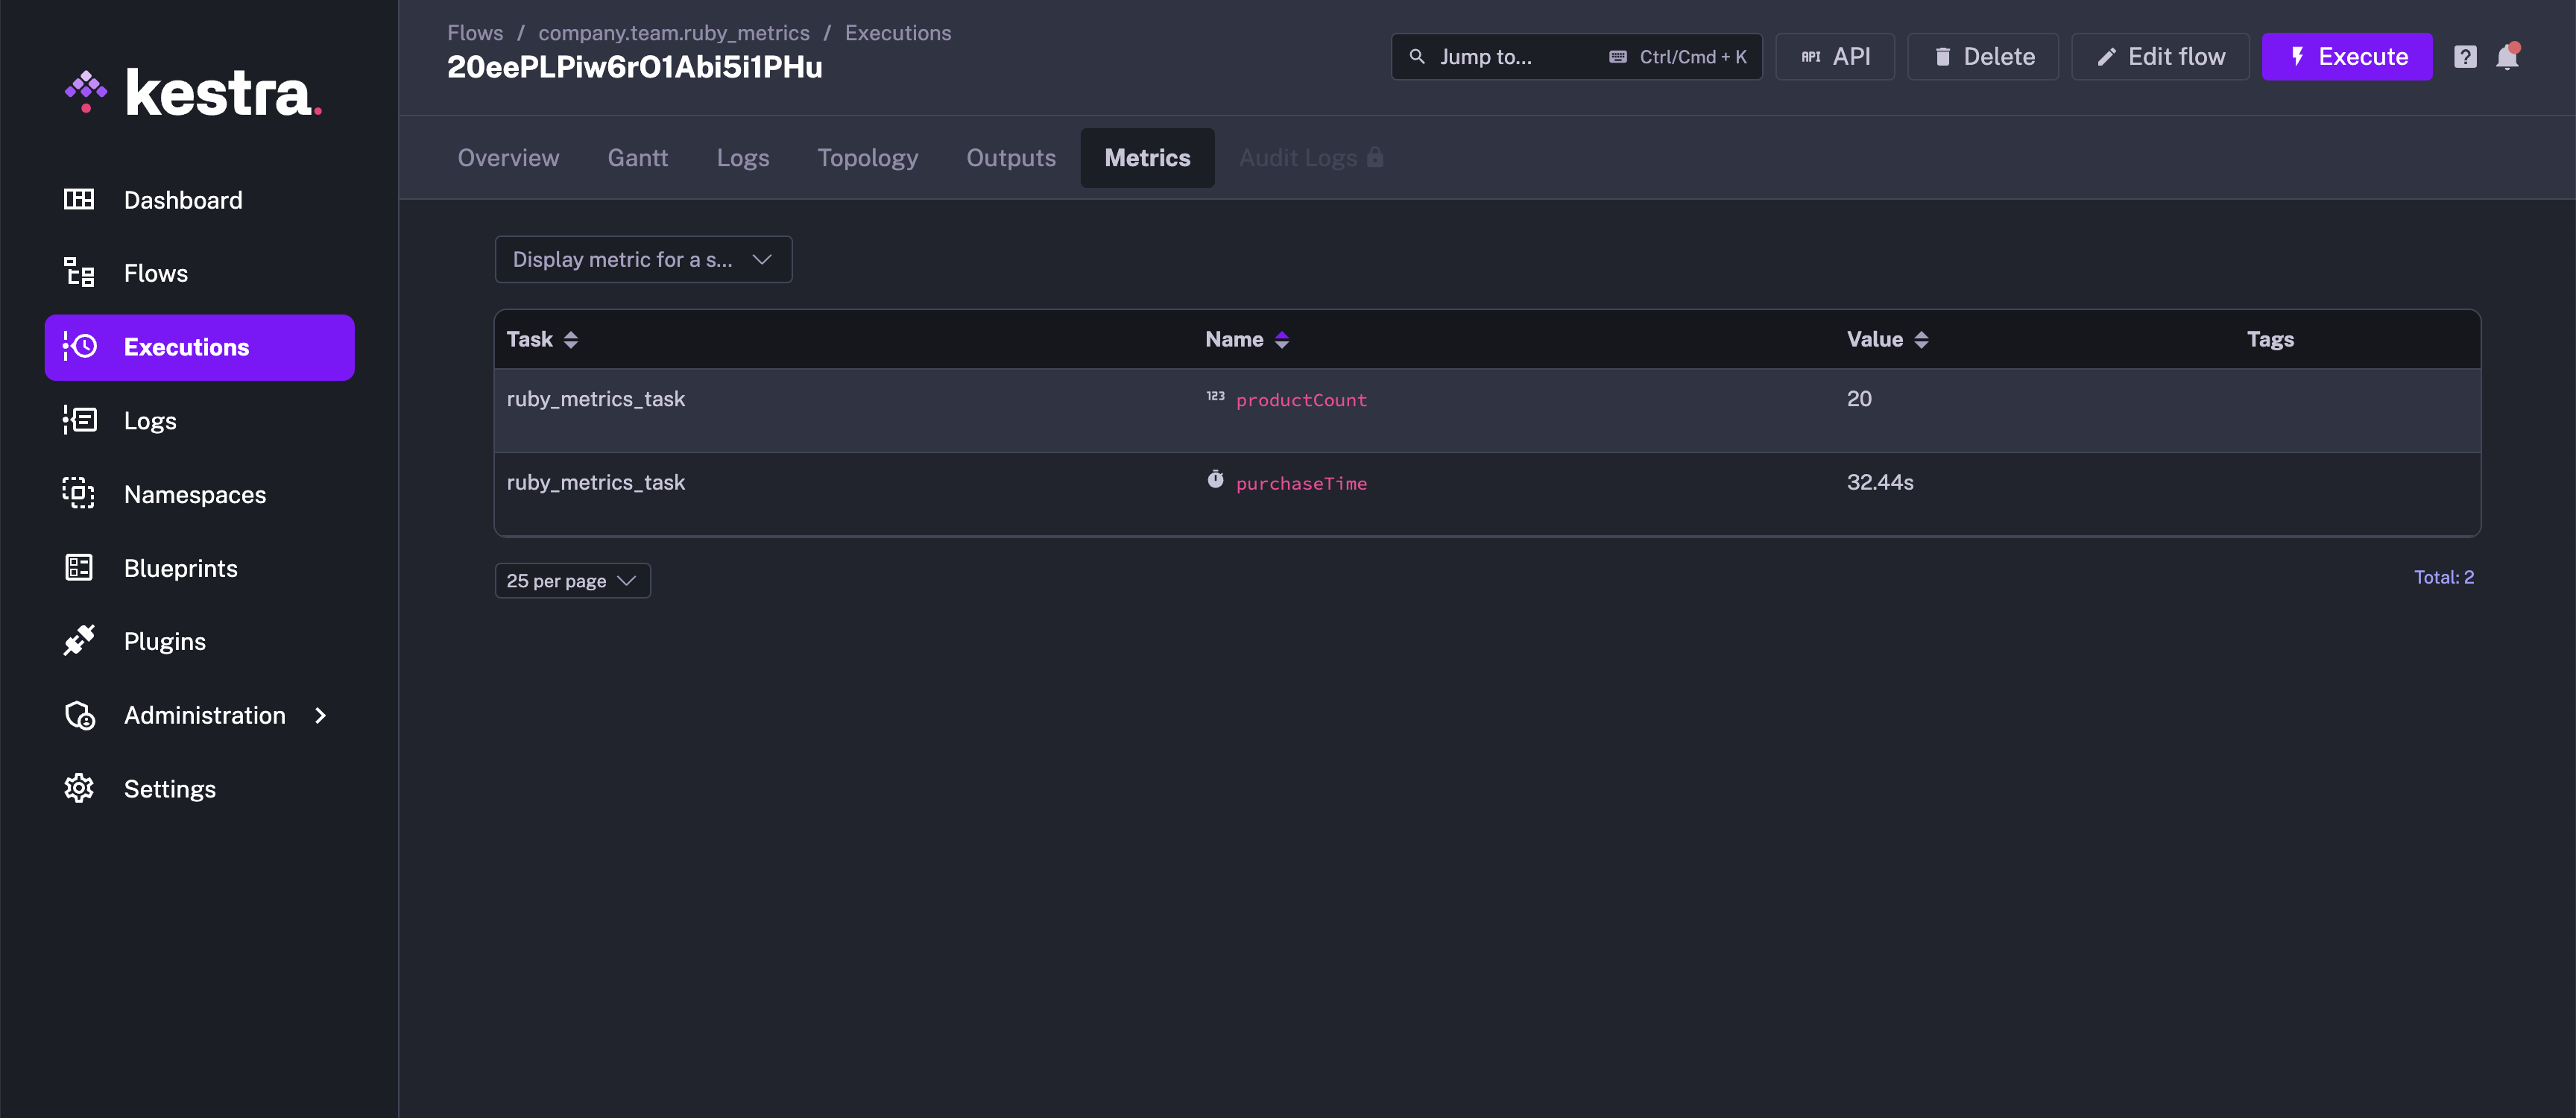 kestra.
Dashboard
Flows
Executions
Logs
Namespaces
Blueprints
Plugins
Administration
Settings
Flows / company.team.ruby_metrics / Executions
20eePLPiw6rO1Abi5i1PHu
Jump to... Ctrl/Cmd + K
API API
Delete
Edit flow
Execute
?
Overview Gantt Logs Topology Outputs Metrics Audit Logs
Display metric for a s...
Task Name Value Tags
ruby_metrics_task 123 productCount 20
ruby_metrics_task purchaseTime 32.44s
25 per page
Total: 2